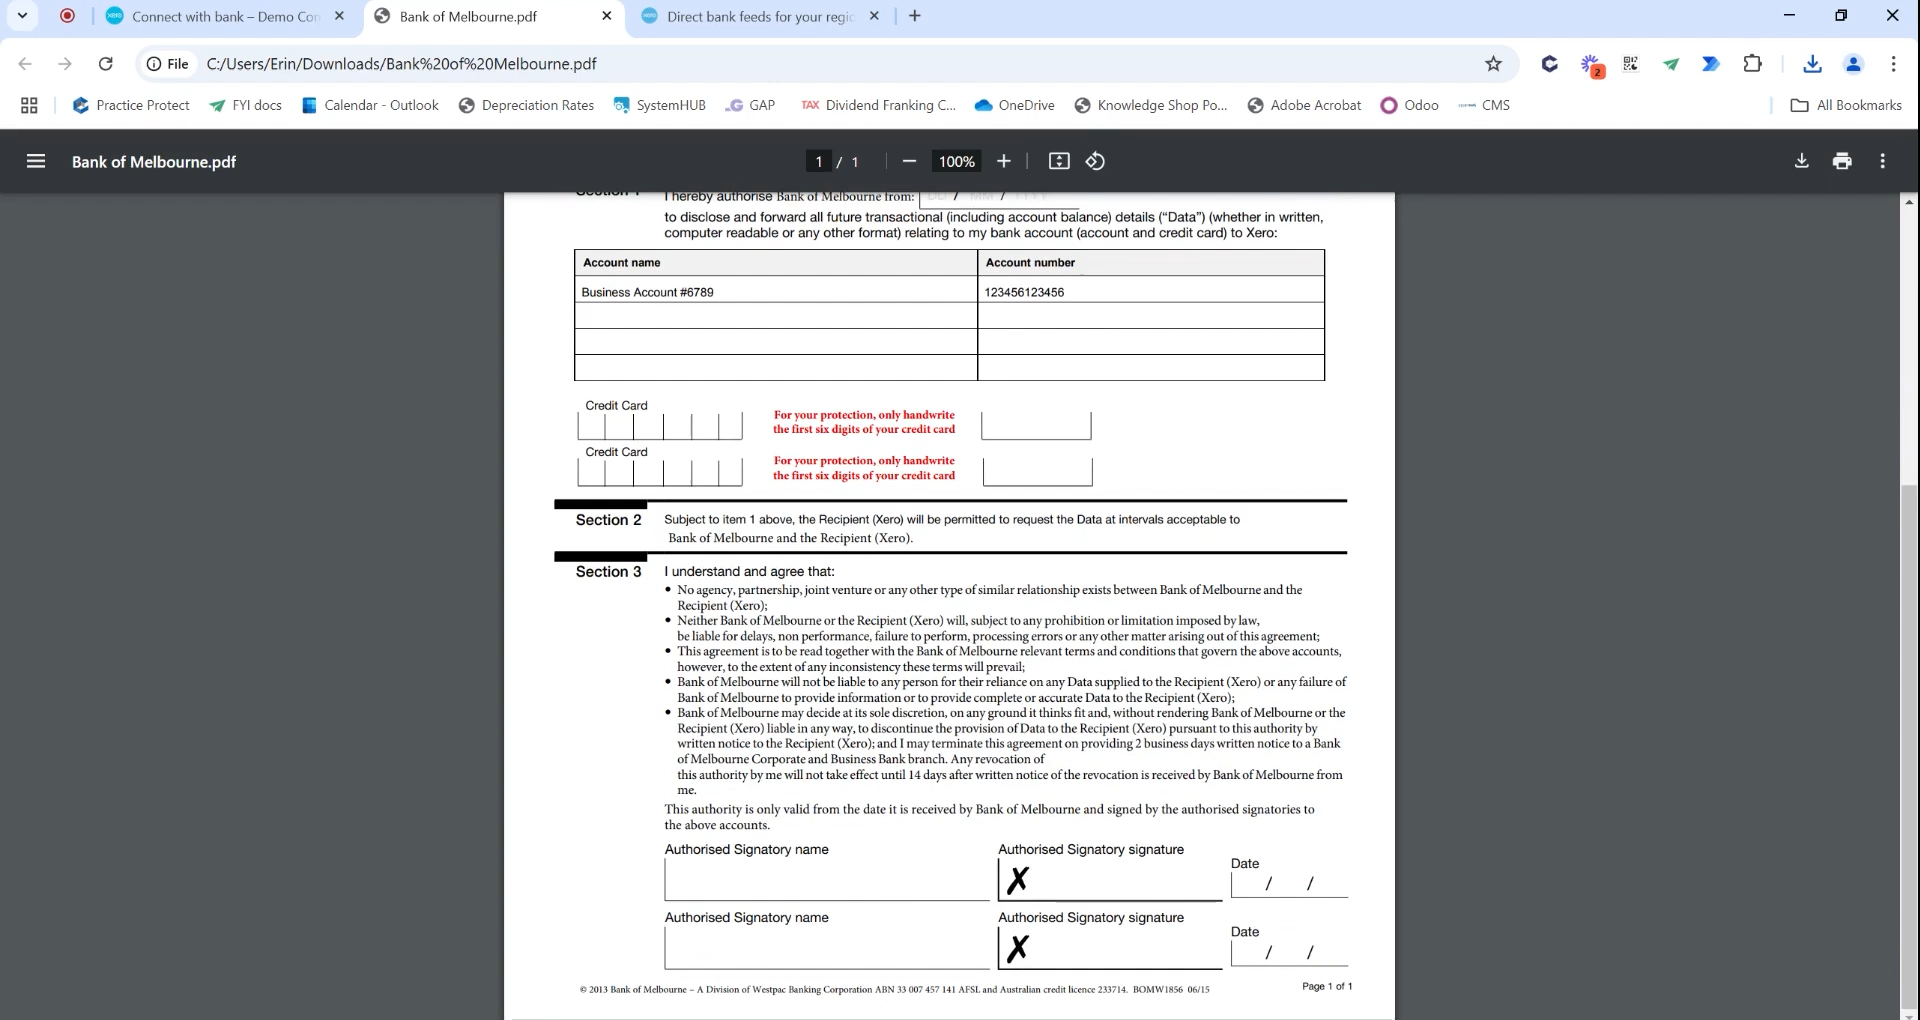 Connect with bank – Demo Con
Bank of Melbourne.pdf
Direct bank feeds for your regi
File
C:/Users/Erin/Downloads/Bank%20of%20Melbourne.pdf
2
Practice Protect
FYI docs
Calendar - Outlook
Depreciation Rates
SystemHUB
GAP
TAX Dividend Franking C...
OneDrive
Knowledge Shop Po...
Adobe Acrobat
Odoo
CMS
All Bookmarks
Bank of Melbourne.pdf
1 / 1
100%
Section 1
I hereby authorise Bank of Melbourne from: DD / MM / YYYY
to disclose and forward all future transactional (including account balance) details (“Data”) (whether in written,
computer readable or any other format) relating to my bank account (account and credit card) to Xero:
Account name
Account number
Business Account #6789
123456123456
Credit Card
For your protection, only handwrite
the first six digits of your credit card
Credit Card
For your protection, only handwrite
the first six digits of your credit card
Section 2
Subject to item 1 above, the Recipient (Xero) will be permitted to request the Data at intervals acceptable to
Bank of Melbourne and the Recipient (Xero).
Section 3
I understand and agree that:
• No agency, partnership, joint venture or any other type of similar relationship exists between Bank of Melbourne and the
Recipient (Xero);
• Neither Bank of Melbourne or the Recipient (Xero) will, subject to any prohibition or limitation imposed by law,
be liable for delays, non performance, failure to perform, processing errors or any other matter arising out of this agreement;
• This agreement is to be read together with the Bank of Melbourne relevant terms and conditions that govern the above accounts,
however, to the extent of any inconsistency these terms will prevail;
• Bank of Melbourne will not be liable to any person for their reliance on any Data supplied to the Recipient (Xero) or any failure of
Bank of Melbourne to provide information or to provide complete or accurate Data to the Recipient (Xero);
• Bank of Melbourne may decide at its sole discretion, on any ground it thinks fit and, without rendering Bank of Melbourne or the
Recipient (Xero) liable in any way, to discontinue the provision of Data to the Recipient (Xero) pursuant to this authority by
written notice to the Recipient (Xero); and I may terminate this agreement on providing 2 business days written notice to a Bank
of Melbourne Corporate and Business Bank branch. Any revocation of
this authority by me will not take effect until 14 days after written notice of the revocation is received by Bank of Melbourne from
me.
This authority is only valid from the date it is received by Bank of Melbourne and signed by the authorised signatories to
the above accounts.
Authorised Signatory name
Authorised Signatory signature
Date
✗
/ /
Authorised Signatory name
Authorised Signatory signature
Date
✗
/ /
© 2013 Bank of Melbourne – A Division of Westpac Banking Corporation ABN 33 007 457 141 AFSL and Australian credit licence 233714. BOMW1856 06/15
Page 1 of 1